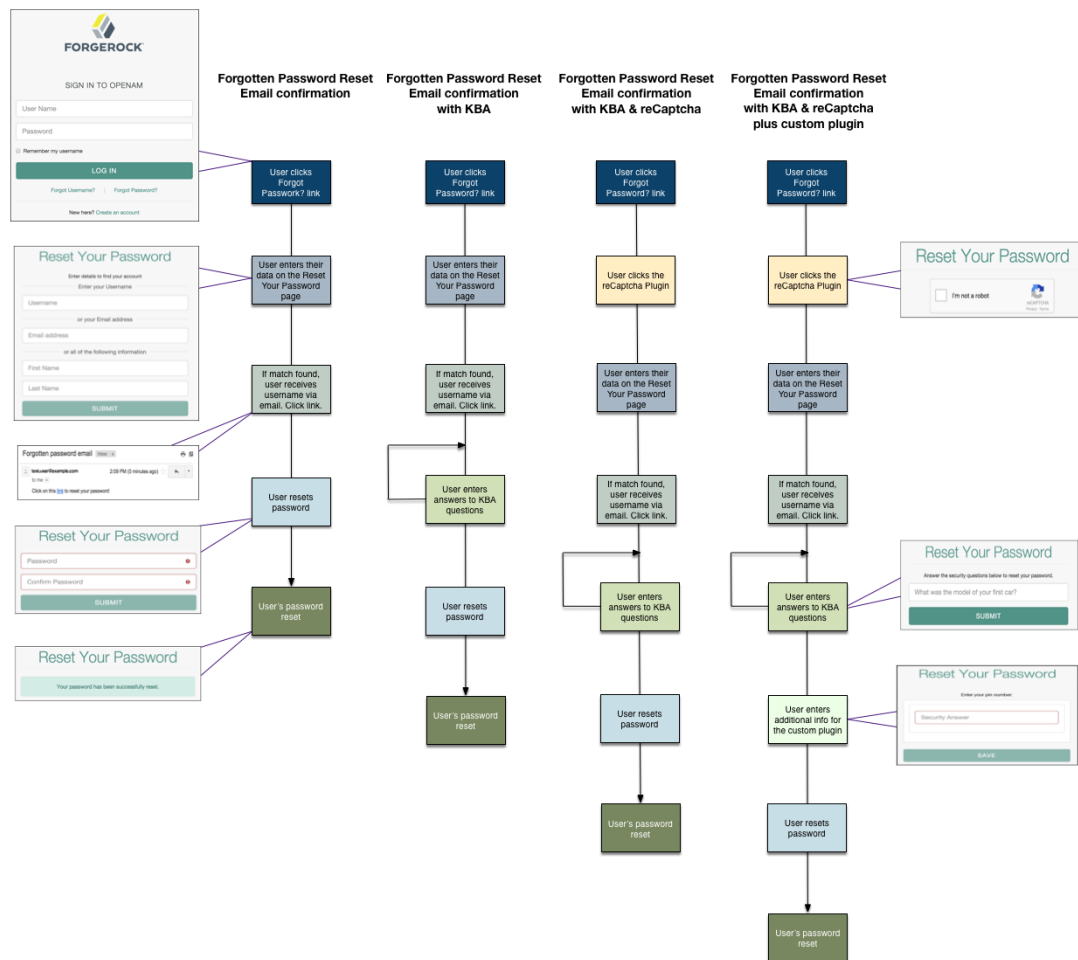 FORGEROCK
SIGN IN TO OPENAM
User Name
Password
Remember my username
LOG IN
Forgot Username?
Forgot Password?
New here? Create an account
Forgotten Password Reset
Email confirmation
User clicks
Forgot
Passwork? link
User enters their
data on the Reset
Your Password
page
If match found,
user receives
username via
email. Click link.
User resets
password
User's password
reset
Reset Your Password
Enter details to find your account
Enter your Username
Username
or your Email address
Email address
or all of the following information
First Name
Last Name
SUBMIT
Forgotten password email
2:09 PM (0 minutes ago)
to me
Click on this link to reset your password!
Reset Your Password
Password
Confirm Password
SUBMIT
Reset Your Password
Your password has been successfully reset.
Forgotten Password Reset
Email confirmation
with KBA
User clicks
Forgot
Password? link
User enters their
data on the Reset
Your Password
page
If match found,
user receives
username via
email. Click link.
User enters
answers to KBA
questions
User resets
password
User's password
reset
Forgotten Password Reset
Email confirmation
with KBA & reCaptcha
User clicks
Forgot
Password? link
User clicks the
reCaptcha Plugin
User enters their
data on the Reset
Your Password
page
If match found,
user receives
username via
email. Click link.
User enters
answers to KBA
questions
User resets
password
User's password
reset
Forgotten Password Reset
Email confirmation
with KBA & reCaptcha
plus custom plugin
User clicks
Forgot
Password? link
User clicks the
reCaptcha Plugin
User enters their
data on the Reset
Your Password
page
If match found,
user receives
username via
email. Click link.
User enters
answers to KBA
questions
User enters
additional info for
the custom plugin
User resets
password
User's password
reset
Reset Your Password
I'm not a robot
reCAPTCHA
Privacy - Terms
Reset Your Password
Answer the security questions below to reset your password.
What was the model of your first car?
SUBMIT
Reset Your Password
Enter your pin number.
Security Answer
SAVE